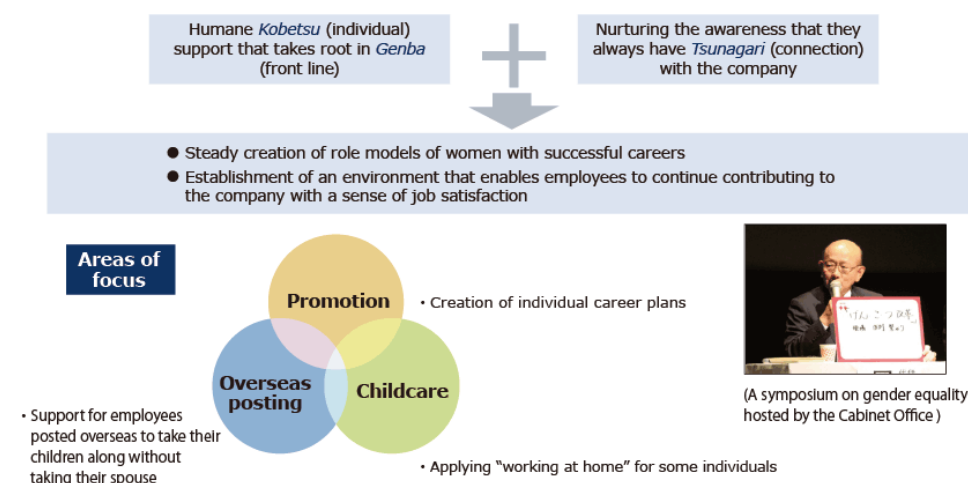 Humane Kobetsu (individual)
support that takes root in Genba
(front line)
Nurturing the awareness that they
always have Tsunagari (connection)
with the company
● Steady creation of role models of women with successful careers
● Establishment of an environment that enables employees to continue contributing to
the company with a sense of job satisfaction
Areas of
focus
Promotion
・Creation of individual career plans
Overseas
posting
Childcare
・Support for employees
posted overseas to take their
children along without
taking their spouse
・Applying “working at home” for some individuals
(A symposium on gender equality
hosted by the Cabinet Office )